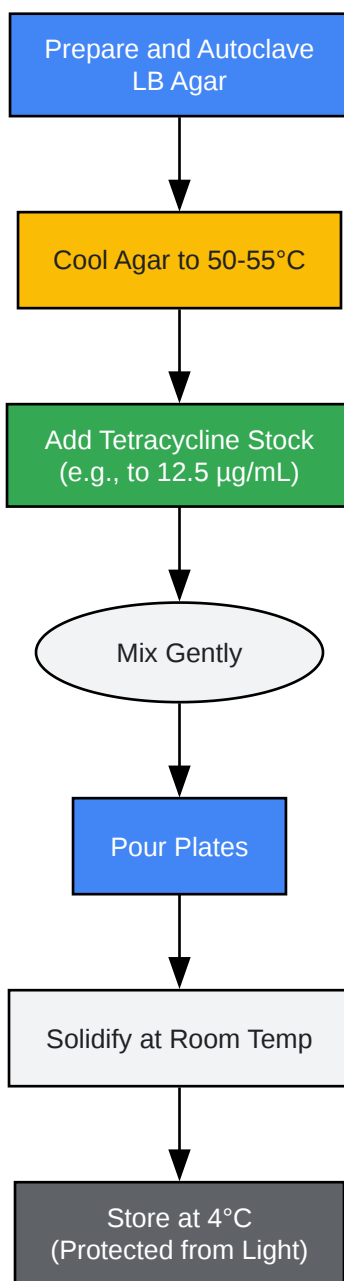 Prepare and Autoclave
LB Agar
Cool Agar to 50-55°C
Add Tetracycline Stock
(e.g., to 12.5 µg/mL)
Mix Gently
Pour Plates
Solidify at Room Temp
Store at 4°C
(Protected from Light)